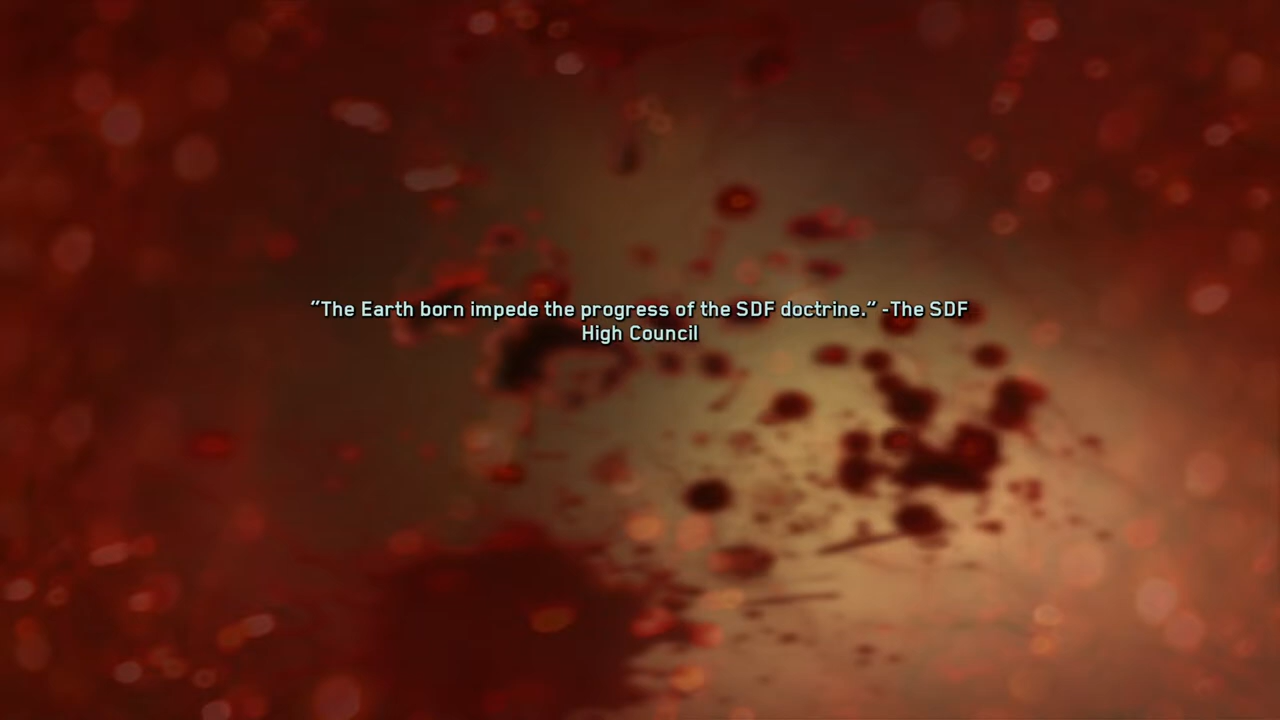 “The Earth born impede the progress of the SDF doctrine.” -The SDF
High Council